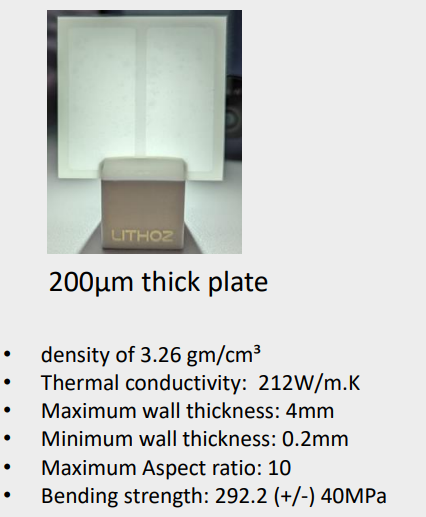 LITHOZ
200µm thick plate
• density of 3.26 gm/cm³
• Thermal conductivity:  212W/m.K
• Maximum wall thickness: 4mm
• Minimum wall thickness: 0.2mm
• Maximum Aspect ratio: 10
• Bending strength: 292.2 (+/-) 40MPa